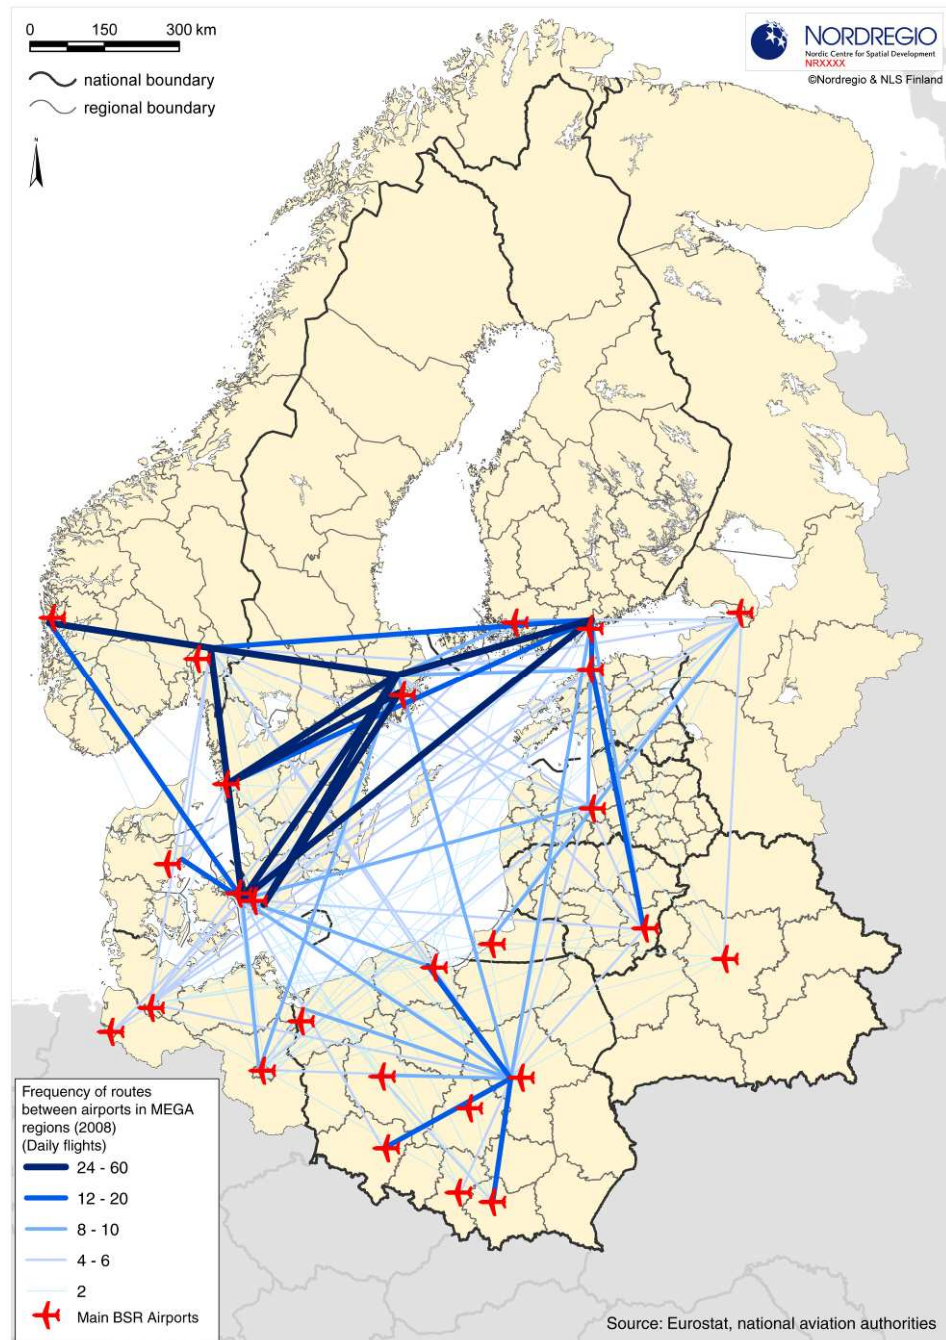 0 150 300 km
national boundary
regional boundary
N
NORDREGIO
Nordic Centre for Spatial Development
NRXXXX
©Nordregio & NLS Finland
Frequency of routes
between airports in MEGA
regions (2008)
(Daily flights)
24 - 60
12 - 20
8 - 10
4 - 6
2
Main BSR Airports
Source: Eurostat, national aviation authorities